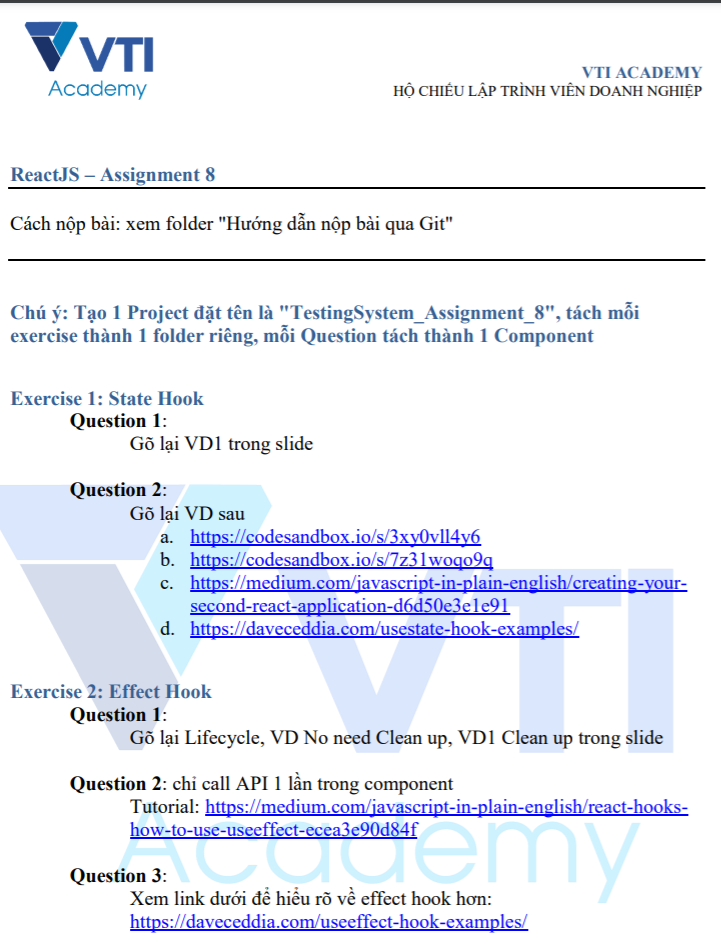 VTI
Academy
VTI ACADEMY
HỘ CHIẾU LẬP TRÌNH VIÊN DOANH NGHIỆP
ReactJS – Assignment 8
Cách nộp bài: xem folder "Hướng dẫn nộp bài qua Git"
Chú ý: Tạo 1 Project đặt tên là "TestingSystem_Assignment_8", tách mỗi
exercise thành 1 folder riêng, mỗi Question tách thành 1 Component
Exercise 1: State Hook
Question 1:
Gõ lại VD1 trong slide
Question 2:
Gõ lại VD sau
a. https://codesandbox.io/s/3xy0vll4y6
b. https://codesandbox.io/s/7z31woqo9q
c. https://medium.com/javascript-in-plain-english/creating-your-
second-react-application-d6d50e3e1e91
d. https://daveceddia.com/usestate-hook-examples/
Exercise 2: Effect Hook
Question 1:
Gõ lại Lifecycle, VD No need Clean up, VD1 Clean up trong slide
Question 2: chỉ call API 1 lần trong component
Tutorial: https://medium.com/javascript-in-plain-english/react-hooks-
how-to-use-useeffect-ecea3e90d84f
Question 3:
Xem link dưới để hiểu rõ về effect hook hơn:
https://daveceddia.com/useeffect-hook-examples/
VTI
Academy